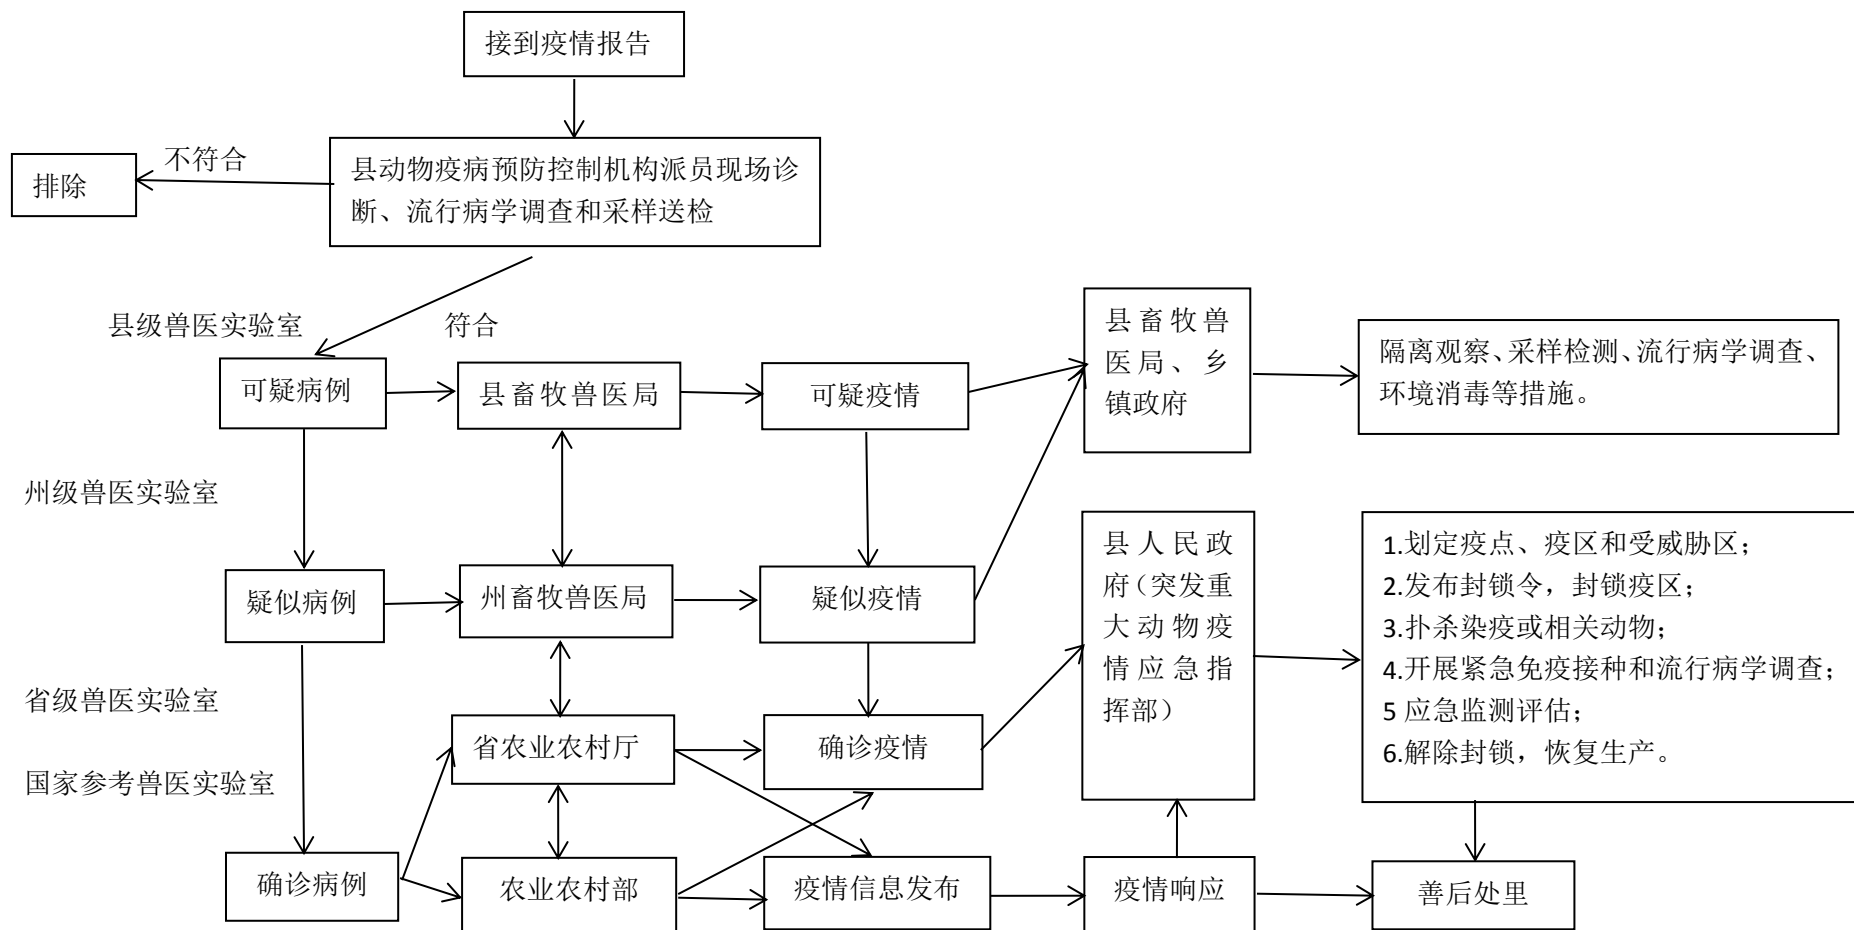 接到疫情报告
不符合
排除
县动物疫病预防控制机构派员现场诊
断、流行病学调查和采样送检
县级兽医实验室
符合
可疑病例
县畜牧兽医局
可疑疫情
县畜牧兽
医局、乡
镇政府
隔离观察、采样检测、流行病学调查、
环境消毒等措施。
州级兽医实验室
疑似病例
州畜牧兽医局
疑似疫情
县人民政
府（突发重
大动物疫
情应急指
挥部）
1.划定疫点、疫区和受威胁区；
2.发布封锁令，封锁疫区；
3.扑杀染疫或相关动物；
4.开展紧急免疫接种和流行病学调查；
5 应急监测评估；
6.解除封锁，恢复生产。
省级兽医实验室
国家参考兽医实验室
省农业农村厅
确诊疫情
确诊病例
农业农村部
疫情信息发布
疫情响应
善后处里